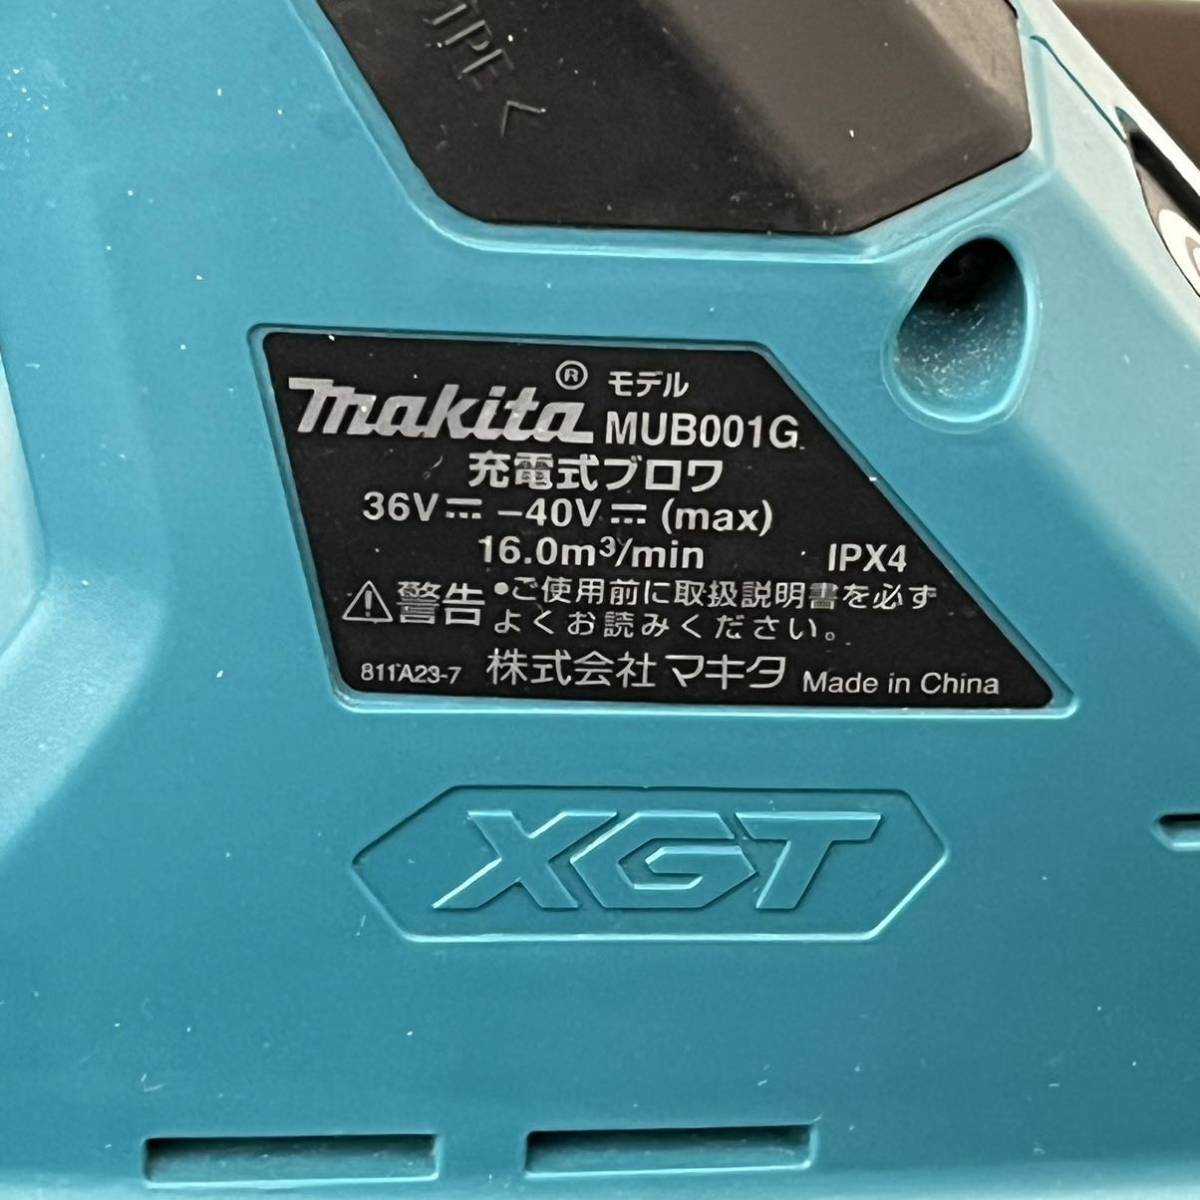 makita® モデル
MUB001G
充電式ブロワ
36V⎓ -40V⎓ (max)
16.0m³/min IPX4
⚠警告 •ご使用前に取扱説明書を必ず
よくお読みください。
811A23-7 株式会社マキタ Made in China
XGT